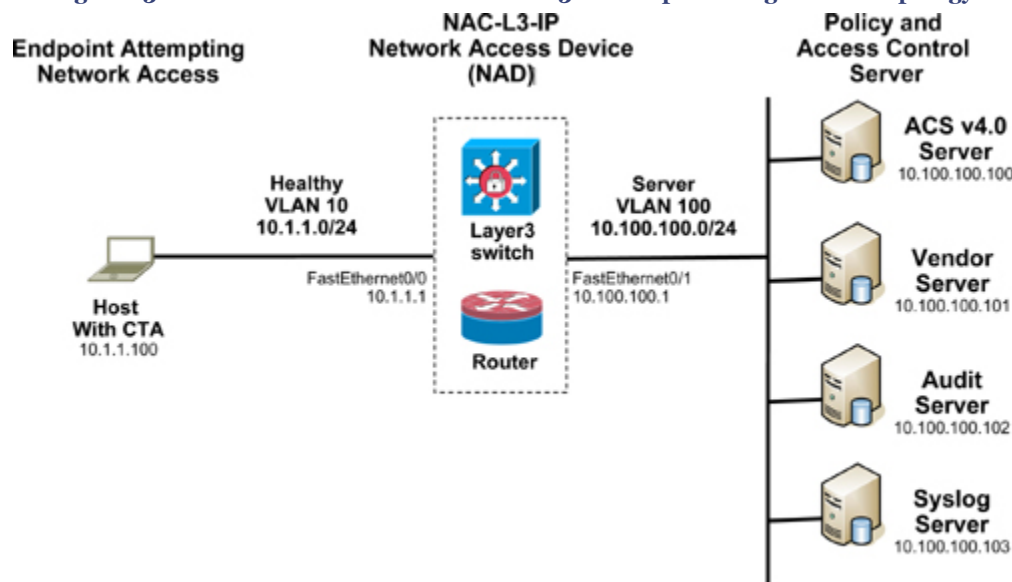 Endpoint Attempting
Network Access
NAC-L3-IP
Network Access Device
(NAD)
Policy and
Access Control
Server
Healthy
VLAN 10
10.1.1.0/24
FastEthernet0/0
10.1.1.1
Host
With CTA
10.1.1.100
Layer3
switch
Router
Server
VLAN 100
10.100.100.0/24
FastEthernet0/1
10.100.100.1
ACS v4.0
Server
10.100.100.100
Vendor
Server
10.100.100.101
Audit
Server
10.100.100.102
Syslog
Server
10.100.100.103